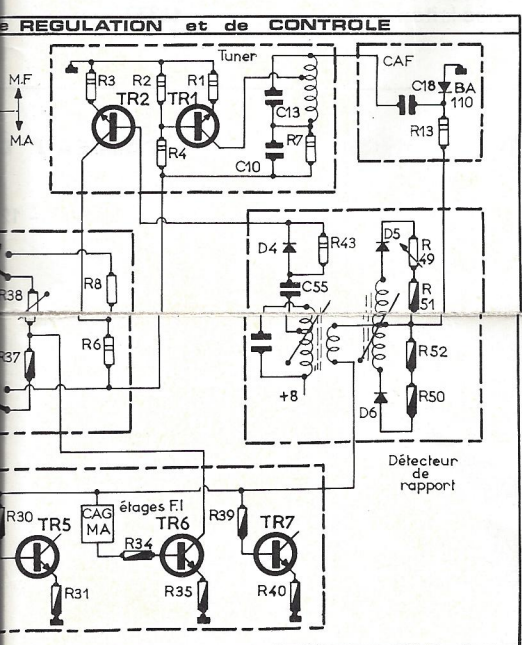 REGULATION et de CONTROLE
Tuner
CAF
R3 R2 R1
TR2 TR1
C18 BA
110
M.F
M.A
C13
R7
R13
R4
C10
D4
R43
D5
R
49
R8
C55
R
51
R38
R6
R52
R37
+8
D6
R50
Détecteur
de
rapport
CAG
MA
étages F.I
R30
TR5
TR6
R39
TR7
R34
R31
R35
R40